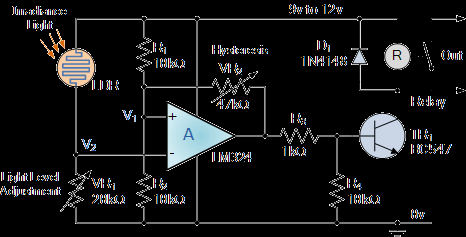 Irradiance
Light
9v to 12v
R₁
10kΩ
Hysteresis
VR₂
47kΩ
D₁
1N4148
R
Out
LDR
Relay
V₁
+
A
V₂
-
LM324
R₃
1kΩ
TR₁
BC547
Light Level
Adjustment
VR₁
R₂
10kΩ
R₄
10kΩ
0v